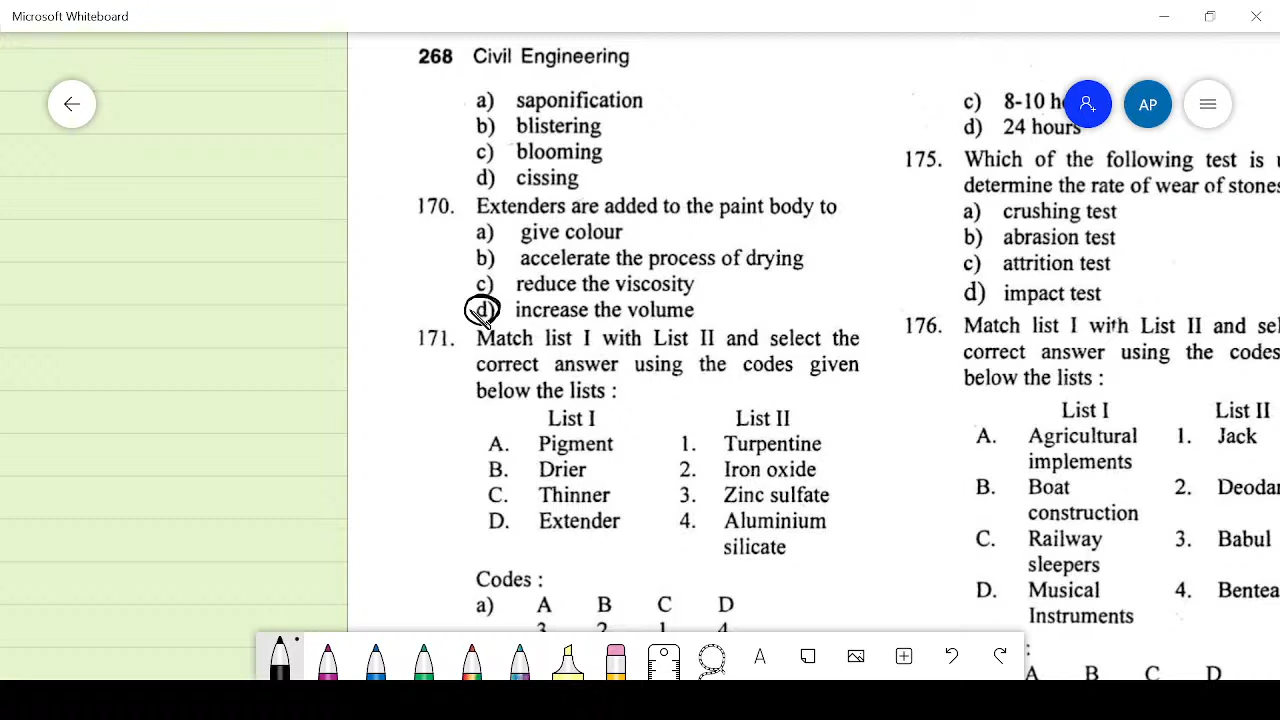 Microsoft Whiteboard
268 Civil Engineering
a) saponification
b) blistering
c) blooming
d) cissing
170. Extenders are added to the paint body to
a) give colour
b) accelerate the process of drying
c) reduce the viscosity
d) increase the volume
171. Match list I with List II and select the
correct answer using the codes given
below the lists :
List I List II
A. Pigment 1. Turpentine
B. Drier 2. Iron oxide
C. Thinner 3. Zinc sulfate
D. Extender 4. Aluminium
silicate
Codes :
a) A B C D
3 2 1 4
c) 8-10
d) 24 hours
AP
175. Which of the following test is
determine the rate of wear of stones
a) crushing test
b) abrasion test
c) attrition test
d) impact test
176. Match list I with List II and
correct answer using the codes
below the lists :
List I List II
A. Agricultural 1. Jack
implements
B. Boat 2.
construction
C. Railway 3. Babul
sleepers
D. Musical 4.
Instruments
:
A B C D
A